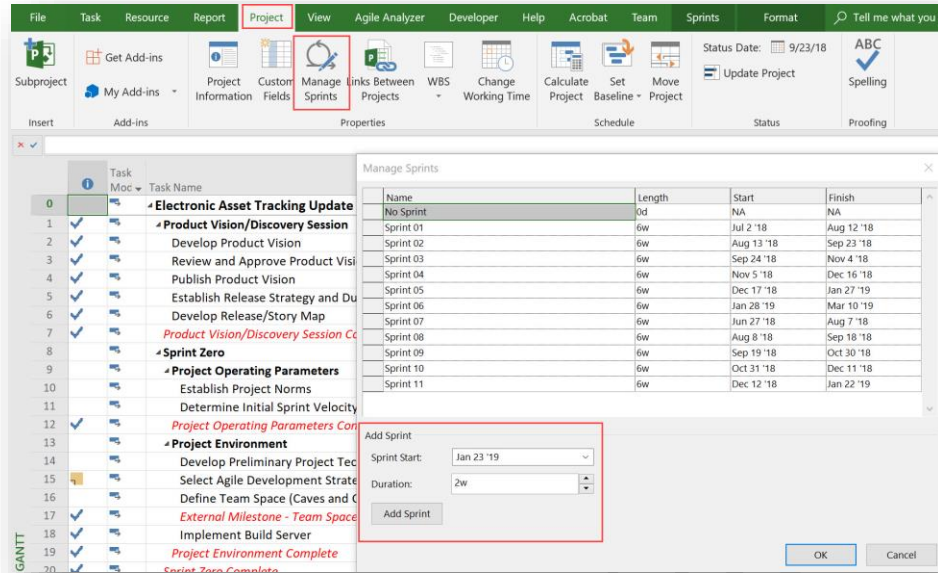 File Task Resource Report Project View Agile Analyzer Developer Help Acrobat Team Sprints Format Tell me what you
Subproject
Get Add-ins
My Add-ins
Project Information
Custom Fields
Manage Sprints
Links Between Projects
WBS
Change Working Time
Calculate Project
Set Baseline
Move Project
Status Date: 9/23/18
Update Project
ABC
Spelling
Insert Add-ins Properties Schedule Status Proofing
Task
Moc Task Name
0 Electronic Asset Tracking Update
1 Product Vision/Discovery Session
2 Develop Product Vision
3 Review and Approve Product Visi
4 Publish Product Vision
5 Establish Release Strategy and Du
6 Develop Release/Story Map
7 Product Vision/Discovery Session Co
8 Sprint Zero
9 Project Operating Parameters
10 Establish Project Norms
11 Determine Initial Sprint Velocity
12 Project Operating Parameters Con
13 Project Environment
14 Develop Preliminary Project Tec
15 Select Agile Development Strate
16 Define Team Space (Caves and C
17 External Milestone - Team Space
18 Implement Build Server
19 Project Environment Complete
20 Sprint Zero Complete
GANTT
Manage Sprints
Name Length Start Finish
No Sprint 0d NA NA
Sprint 01 6w Jul 2 '18 Aug 12 '18
Sprint 02 6w Aug 13 '18 Sep 23 '18
Sprint 03 6w Sep 24 '18 Nov 4 '18
Sprint 04 6w Nov 5 '18 Dec 16 '18
Sprint 05 6w Dec 17 '18 Jan 27 '19
Sprint 06 6w Jan 28 '19 Mar 10 '19
Sprint 07 6w Jun 27 '18 Aug 7 '18
Sprint 08 6w Aug 8 '18 Sep 18 '18
Sprint 09 6w Sep 19 '18 Oct 30 '18
Sprint 10 6w Oct 31 '18 Dec 11 '18
Sprint 11 6w Dec 12 '18 Jan 22 '19
Add Sprint
Sprint Start: Jan 23 '19
Duration: 2w
Add Sprint
OK Cancel